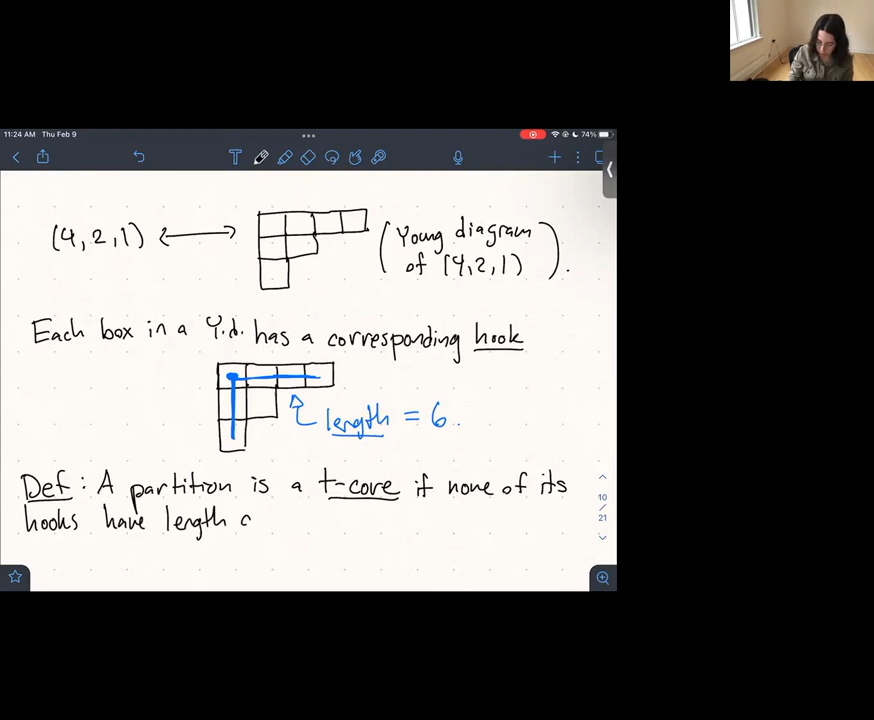 11:24 AM Thu Feb 9
74%
(4,2,1) ⟷ (Young diagram
of (4,2,1)).
Each box in a Y.d. has a corresponding hook
length = 6.
Def: A partition is a t-core if none of its
hooks have length
10
/
21